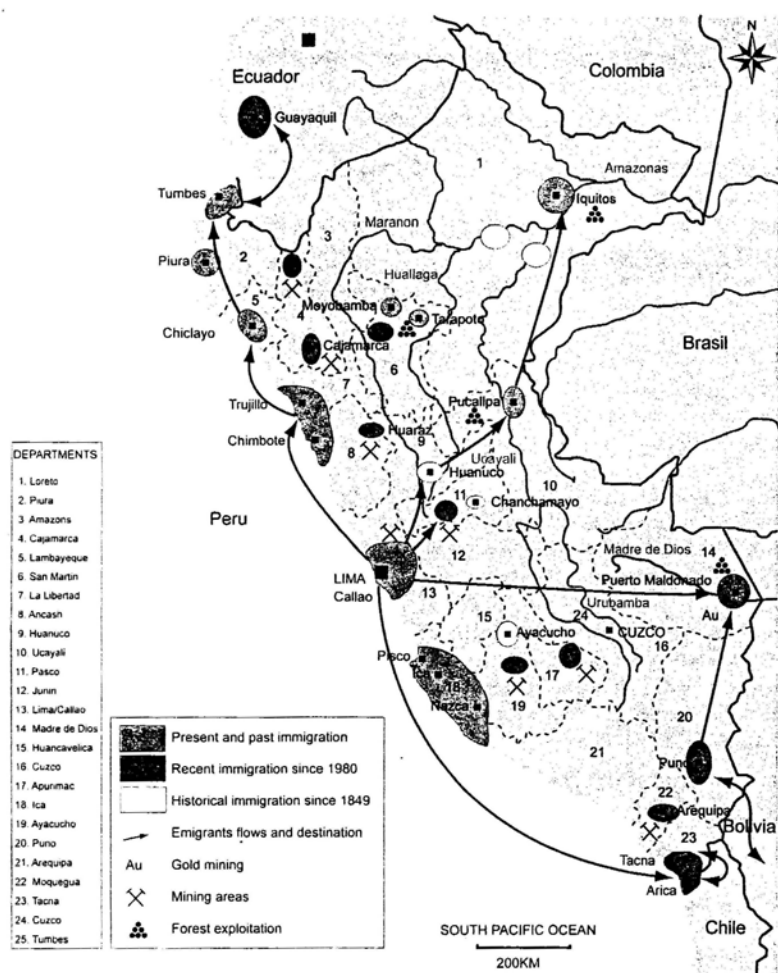 N
Ecuador
Colombia
Guayaquil
1
Amazonas
Tumbes
Iquitos
Maranon
3
2
Piura
Huallaga
Moyobamba
5
4
Tarapoto
Chiclayo
Cajamarca
Brasil
6
7
Trujillo
Pucallpa
Huaraz
Chimbote
8
9
Ucayali
Huanuco
10
11
Chanchamayo
Peru
12
Madre de Dios
14
LIMA
Callao
Puerto Maldonado
13
Au
Urubamba
15
24
Ayacucho
CUZCO
16
Pisco
Ica
17
18
Nazca
19
20
21
Puno
22
Arequipa
Bolivia
23
Tacna
Arica
Chile
SOUTH PACIFIC OCEAN
200KM
DEPARTMENTS
1. Loreto
2. Piura
3. Amazons
4. Cajamarca
5. Lambayeque
6. San Martin
7. La Libertad
8. Ancash
9. Huanuco
10. Ucayali
11. Pasco
12. Junin
13. Lima/Callao
14 Madre de Dios
15. Huancavelica
16 Cuzco
17. Apurimac
18. Ica
19. Ayacucho
20. Puno
21. Arequipa
22. Moquegua
23. Tacna
24. Cuzco
25. Tumbes
Present and past immigration
Recent immigration since 1980
Historical immigration since 1849
Emigrants flows and destination
Au Gold mining
Mining areas
Forest exploitation